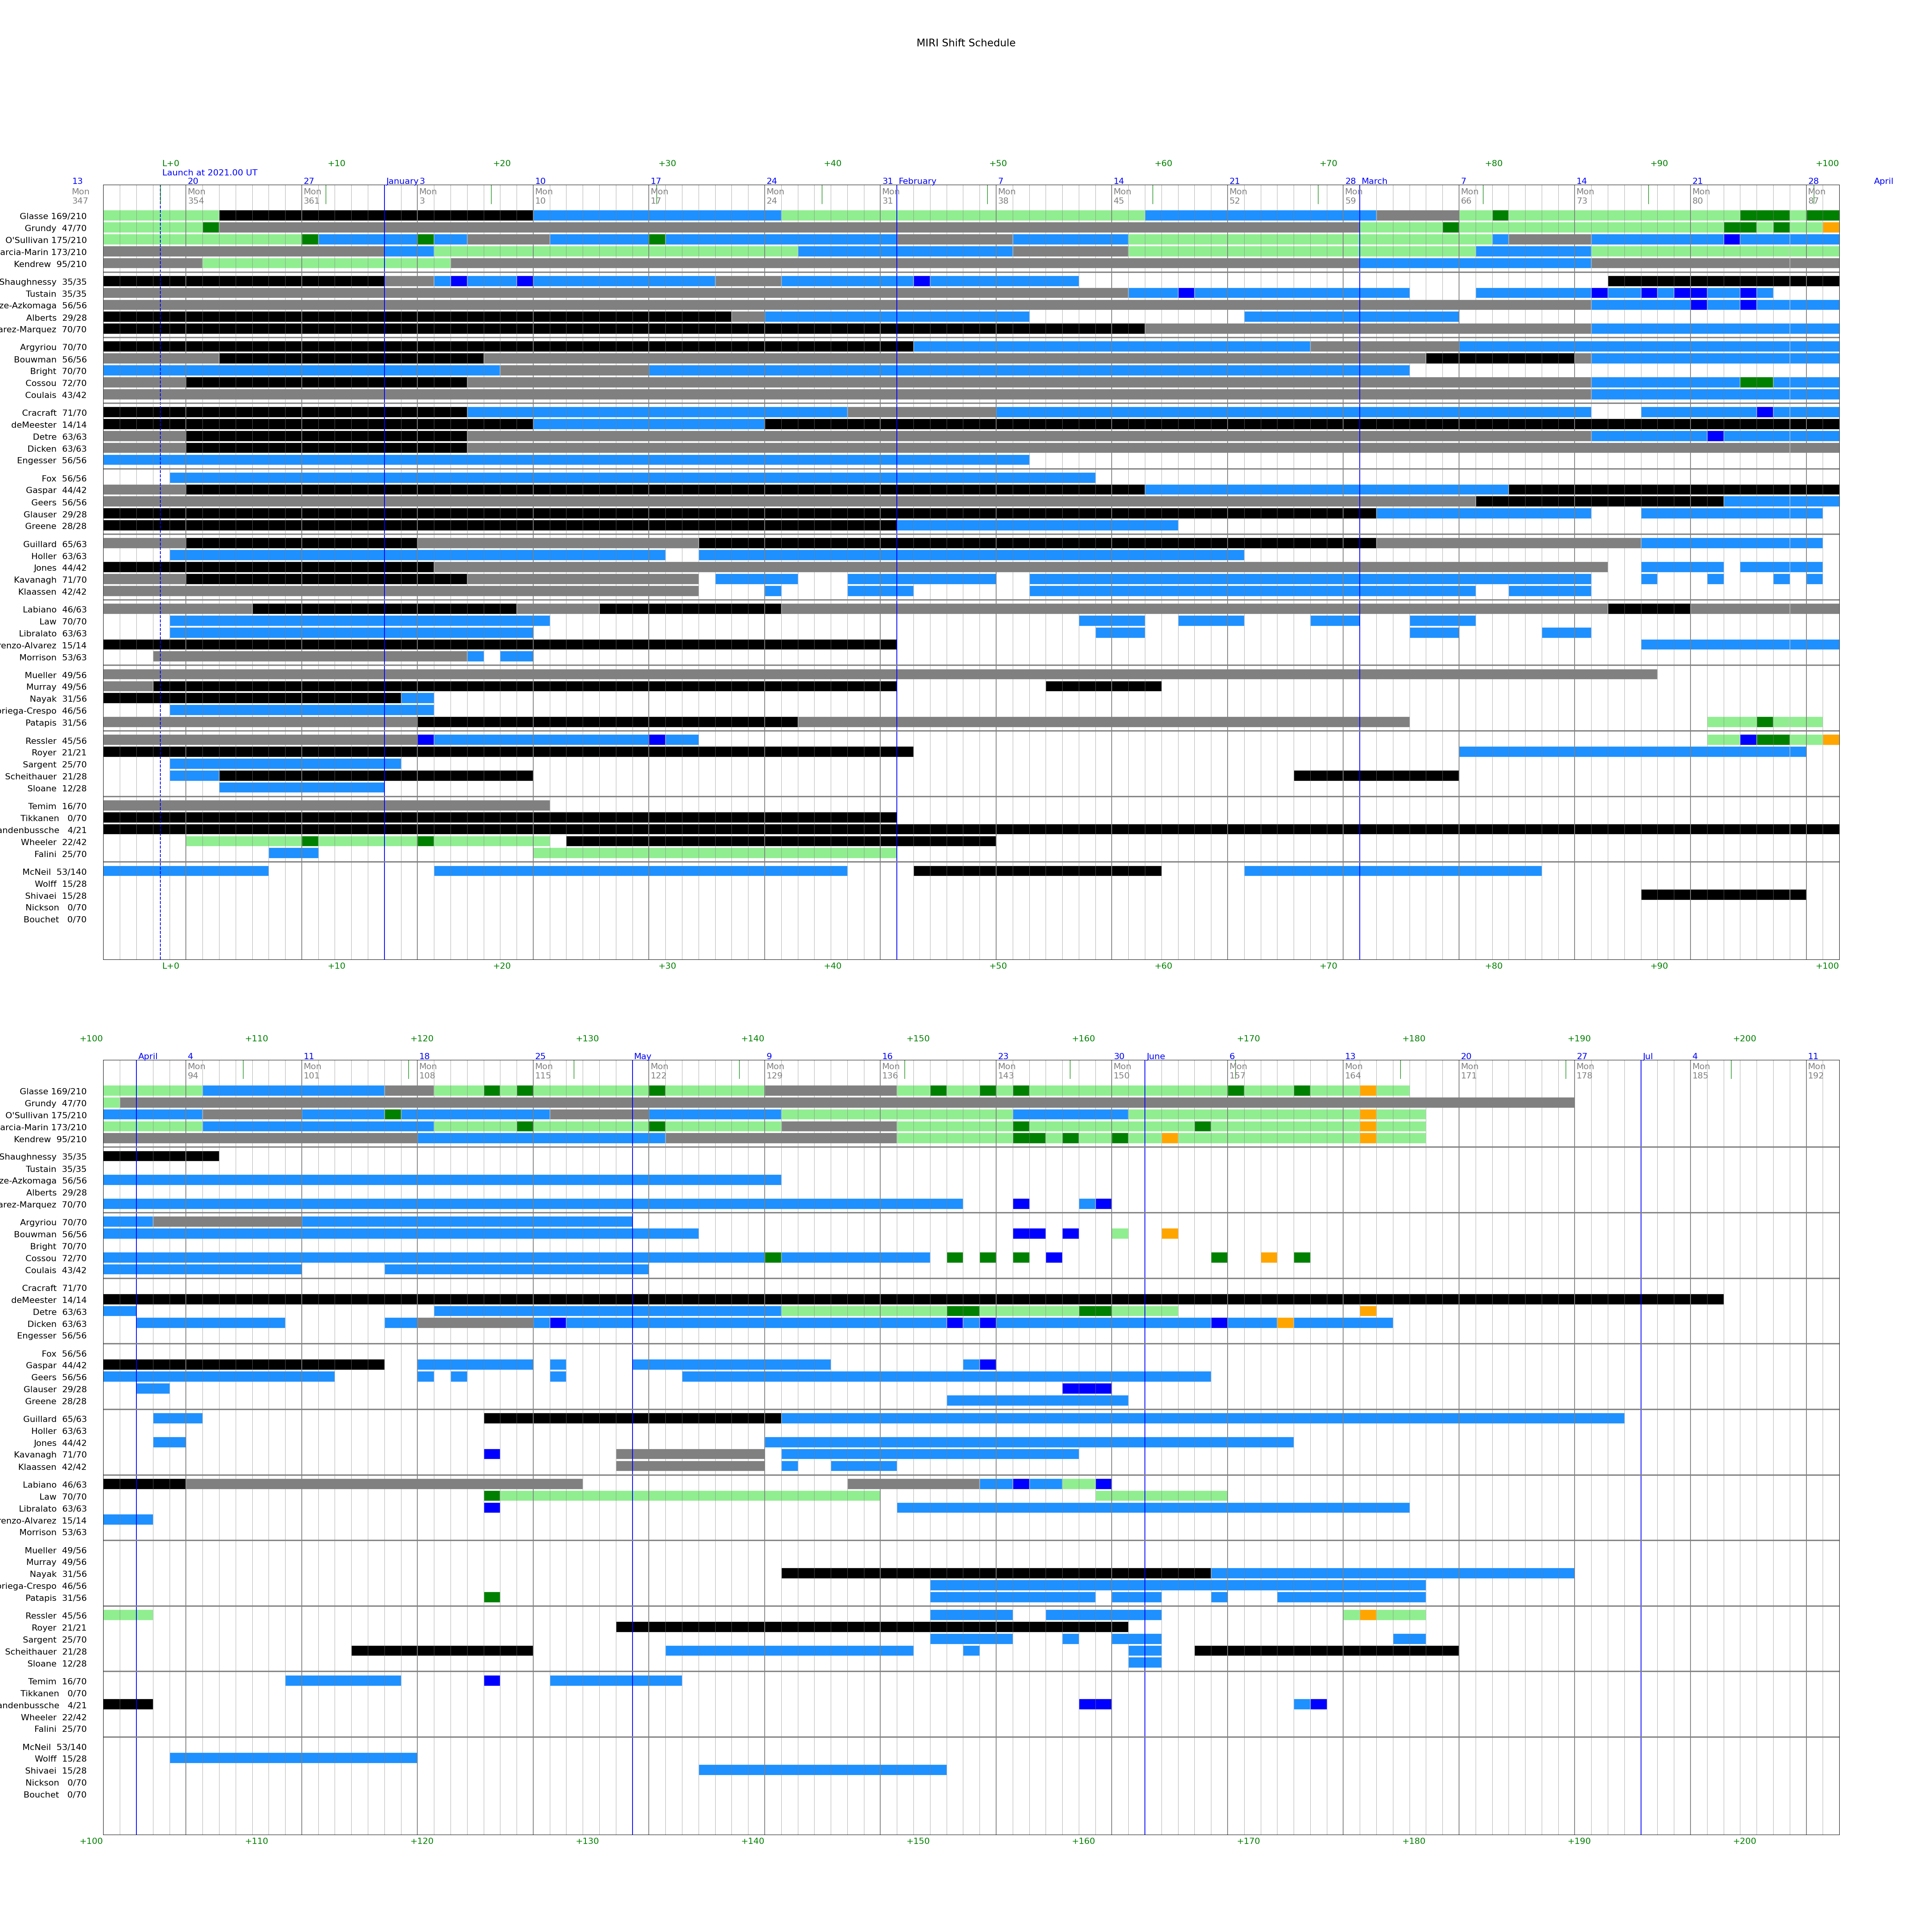 MIRI Shift Schedule
L+0 +10 +20 +30 +40 +50 +60 +70 +80 +90 +100
Launch at 2021.00 UT
13 20 27 January 3 10 17 24 31 February 7 14 21 28 March 7 14 21 28 April
Mon Mon Mon Mon Mon Mon Mon Mon Mon Mon Mon Mon Mon Mon Mon
347 354 361 3 10 17 24 31 38 45 52 59 66 73 80 87
Glasse 169/210
Grundy 47/70
O'Sullivan 175/210
arcia-Marin 173/210
Kendrew 95/210
Shaughnessy 35/35
Tustain 35/35
ze-Azkomaga 56/56
Alberts 29/28
arez-Marquez 70/70
Argyriou 70/70
Bouwman 56/56
Bright 70/70
Cossou 72/70
Coulais 43/42
Cracraft 71/70
deMeester 14/14
Detre 63/63
Dicken 63/63
Engesser 56/56
Fox 56/56
Gaspar 44/42
Geers 56/56
Glauser 29/28
Greene 28/28
Guillard 65/63
Holler 63/63
Jones 44/42
Kavanagh 71/70
Klaassen 42/42
Labiano 46/63
Law 70/70
Libralato 63/63
renzo-Alvarez 15/14
Morrison 53/63
Mueller 49/56
Murray 49/56
Nayak 31/56
oriega-Crespo 46/56
Patapis 31/56
Ressler 45/56
Royer 21/21
Sargent 25/70
Scheithauer 21/28
Sloane 12/28
Temim 16/70
Tikkanen 0/70
andenbussche 4/21
Wheeler 22/42
Falini 25/70
McNeil 53/140
Wolff 15/28
Shivaei 15/28
Nickson 0/70
Bouchet 0/70
L+0 +10 +20 +30 +40 +50 +60 +70 +80 +90 +100
+100 +110 +120 +130 +140 +150 +160 +170 +180 +190 +200
April 4 11 18 25 May 9 16 23 30 June 6 13 20 27 Jul 4 11
Mon Mon Mon Mon Mon Mon Mon Mon Mon Mon Mon Mon Mon Mon Mon
94 101 108 115 122 129 136 143 150 157 164 171 178 185 192
Glasse 169/210
Grundy 47/70
O'Sullivan 175/210
arcia-Marin 173/210
Kendrew 95/210
Shaughnessy 35/35
Tustain 35/35
ze-Azkomaga 56/56
Alberts 29/28
arez-Marquez 70/70
Argyriou 70/70
Bouwman 56/56
Bright 70/70
Cossou 72/70
Coulais 43/42
Cracraft 71/70
deMeester 14/14
Detre 63/63
Dicken 63/63
Engesser 56/56
Fox 56/56
Gaspar 44/42
Geers 56/56
Glauser 29/28
Greene 28/28
Guillard 65/63
Holler 63/63
Jones 44/42
Kavanagh 71/70
Klaassen 42/42
Labiano 46/63
Law 70/70
Libralato 63/63
renzo-Alvarez 15/14
Morrison 53/63
Mueller 49/56
Murray 49/56
Nayak 31/56
oriega-Crespo 46/56
Patapis 31/56
Ressler 45/56
Royer 21/21
Sargent 25/70
Scheithauer 21/28
Sloane 12/28
Temim 16/70
Tikkanen 0/70
andenbussche 4/21
Wheeler 22/42
Falini 25/70
McNeil 53/140
Wolff 15/28
Shivaei 15/28
Nickson 0/70
Bouchet 0/70
+100 +110 +120 +130 +140 +150 +160 +170 +180 +190 +200